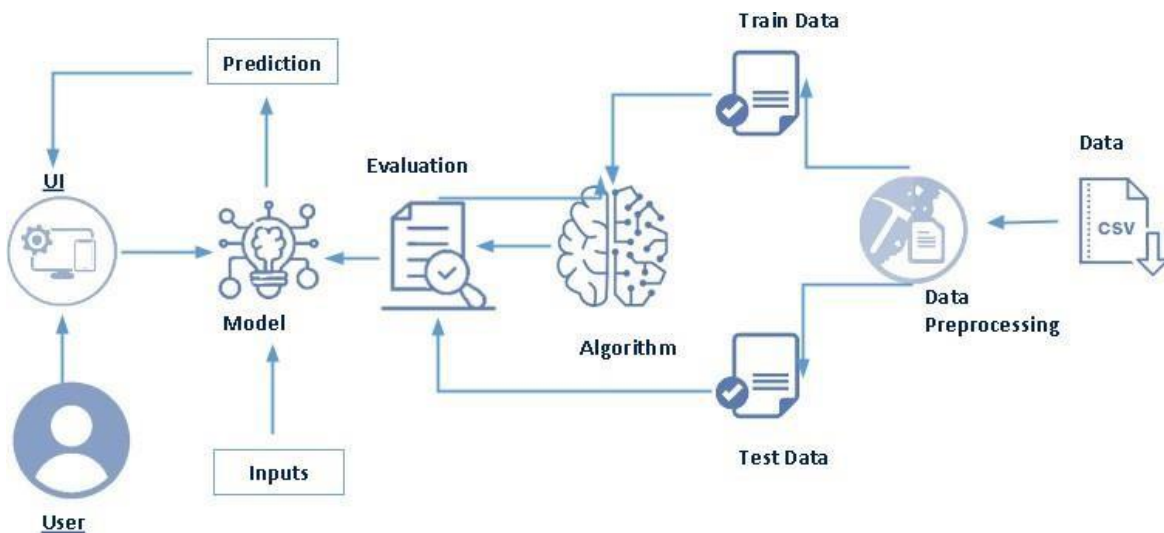 Train Data
Prediction
Data
Evaluation
UI
CSV
Model
Data
Preprocessing
Algorithm
Inputs
Test Data
User